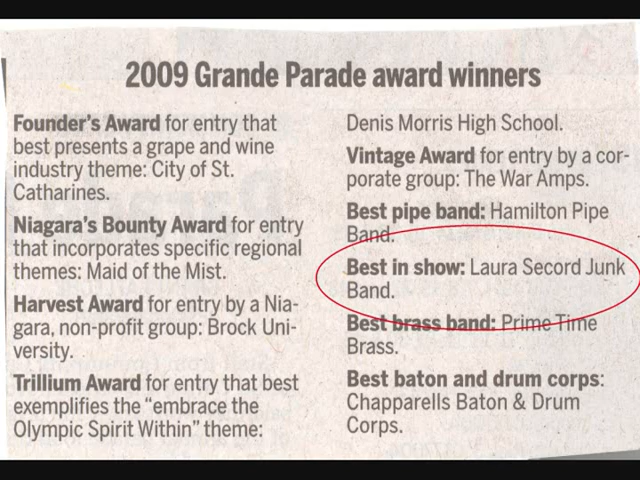 2009 Grande Parade award winners
Founder's Award for entry that
best presents a grape and wine
industry theme: City of St.
Catharines.
Niagara's Bounty Award for entry
that incorporates specific regional
themes: Maid of the Mist.
Harvest Award for entry by a Nia-
gara, non-profit group: Brock Uni-
versity.
Trillium Award for entry that best
exemplifies the "embrace the
Olympic Spirit Within" theme:
Denis Morris High School.
Vintage Award for entry by a cor-
porate group: The War Amps.
Best pipe band: Hamilton Pipe
Band.
Best in show: Laura Secord Junk
Band.
Best brass band: Prime Time
Brass.
Best baton and drum corps:
Chapparells Baton & Drum
Corps.